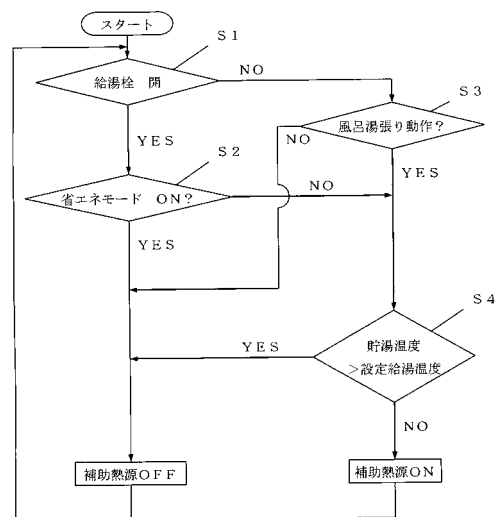 スタート
S1
給湯栓 開
NO
S3
風呂湯張り動作？
NO
YES
S2
YES
省エネモード ON？
NO
YES
S4
貯湯温度
＞設定給湯温度
YES
NO
補助熱源OFF
補助熱源ON